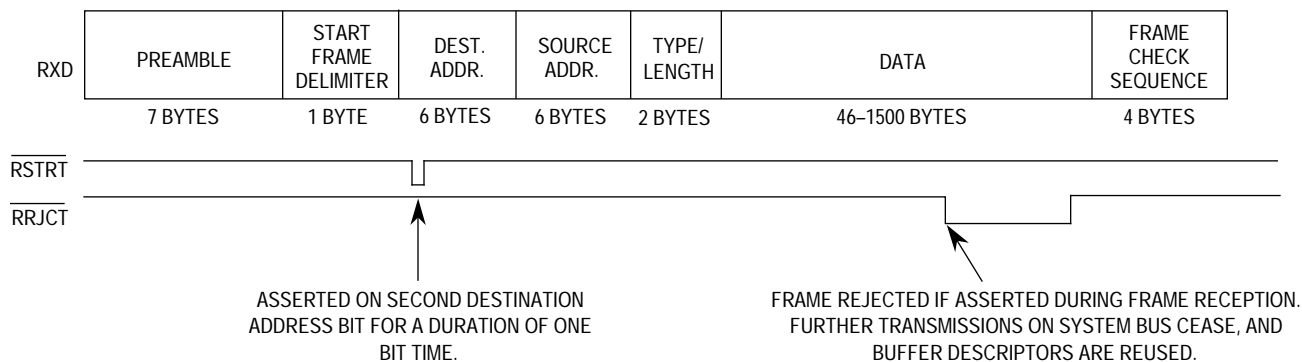 RXD
PREAMBLE
START
FRAME
DELIMITER
DEST.
ADDR.
SOURCE
ADDR.
TYPE/
LENGTH
DATA
FRAME
CHECK
SEQUENCE
7 BYTES
1 BYTE
6 BYTES
6 BYTES
2 BYTES
46–1500 BYTES
4 BYTES
RSTRT
RRJCT
ASSERTED ON SECOND DESTINATION
ADDRESS BIT FOR A DURATION OF ONE
BIT TIME.
FRAME REJECTED IF ASSERTED DURING FRAME RECEPTION.
FURTHER TRANSMISSIONS ON SYSTEM BUS CEASE, AND
BUFFER DESCRIPTORS ARE REUSED.